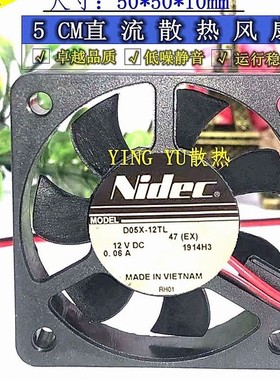 尺寸：50*50*10mm
5CM直流散热风扇
卓越品质 低噪静音 运行稳
YING YU散热
Nidec
MODEL
D05X-12TL
47 (EX)
12 V DC 1914H3
0.06 A
MADE IN VIETNAM
RH01